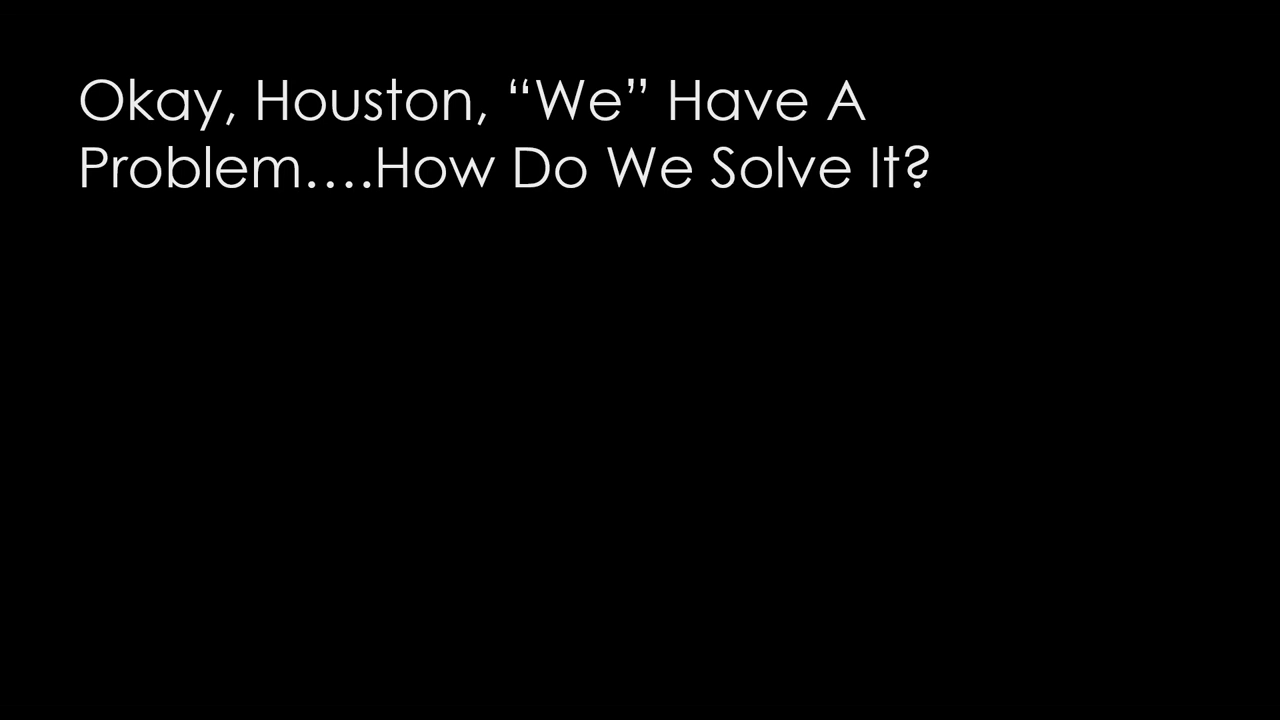 Okay, Houston, “We” Have A
Problem….How Do We Solve It?